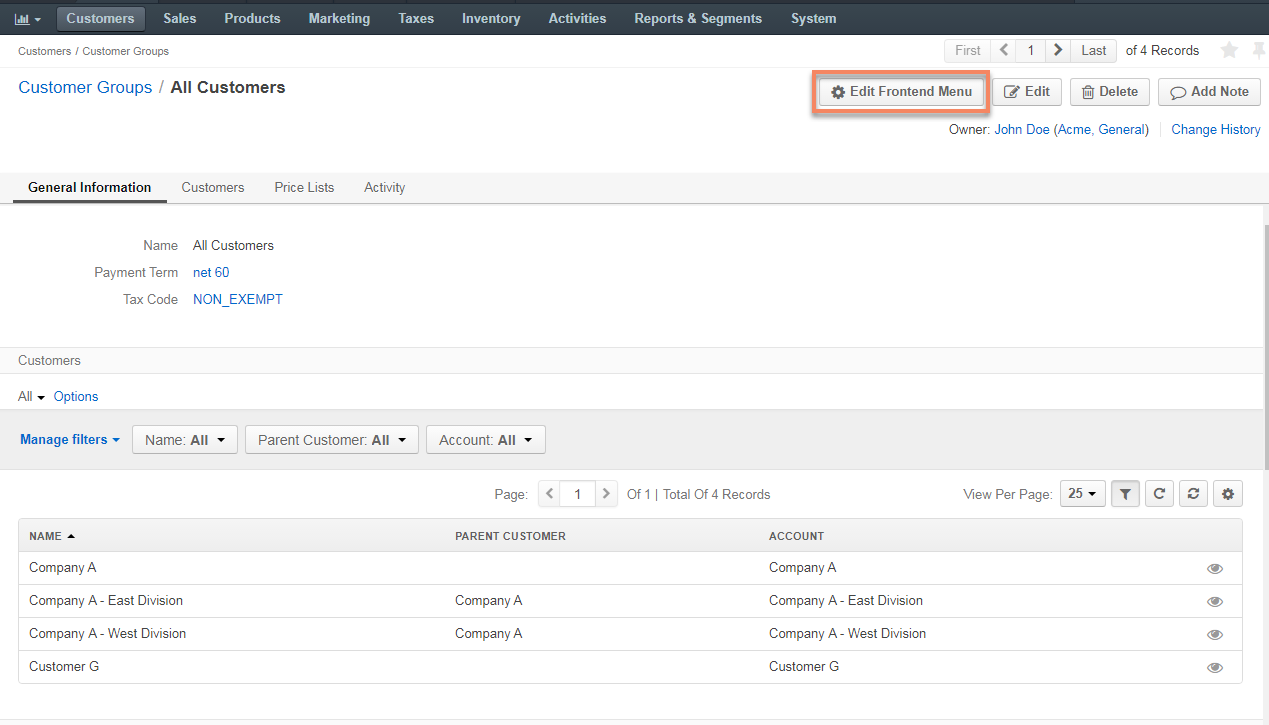 Customers Sales Products Marketing Taxes Inventory Activities Reports & Segments System
Customers / Customer Groups First 1 Last of 4 Records
Customer Groups / All Customers Edit Frontend Menu Edit Delete Add Note
Owner: John Doe (Acme, General) Change History
General Information Customers Price Lists Activity
Name All Customers
Payment Term net 60
Tax Code NON_EXEMPT
Customers
All Options
Manage filters Name: All Parent Customer: All Account: All
Page: 1 Of 1 | Total Of 4 Records View Per Page: 25
NAME PARENT CUSTOMER ACCOUNT
Company A Company A
Company A - East Division Company A Company A - East Division
Company A - West Division Company A Company A - West Division
Customer G Customer G